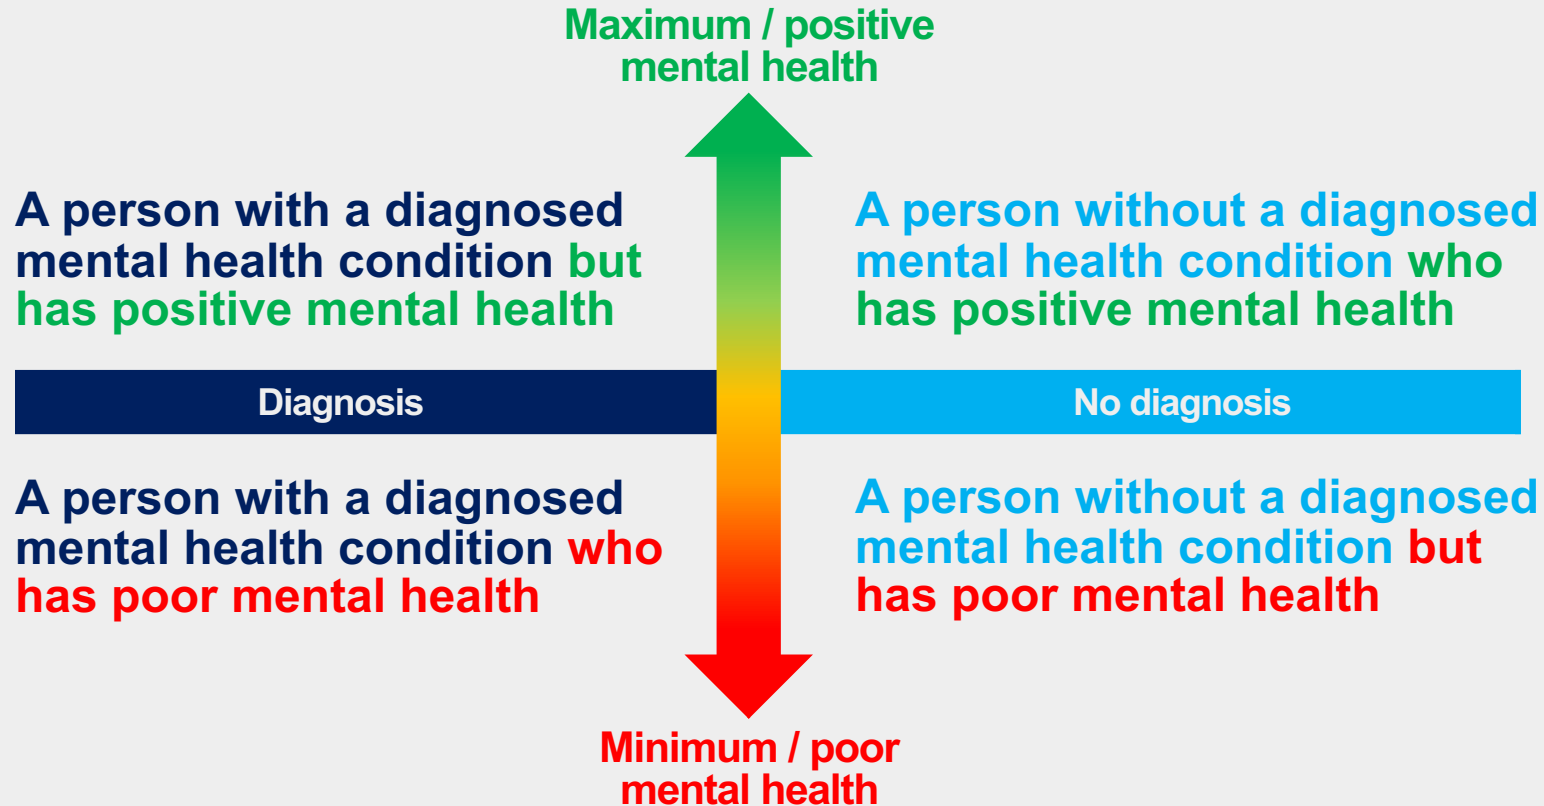 Maximum / positive
mental health
A person with a diagnosed
mental health condition but
has positive mental health
A person without a diagnosed
mental health condition who
has positive mental health
Diagnosis
No diagnosis
A person with a diagnosed
mental health condition who
has poor mental health
A person without a diagnosed
mental health condition but
has poor mental health
Minimum / poor
mental health